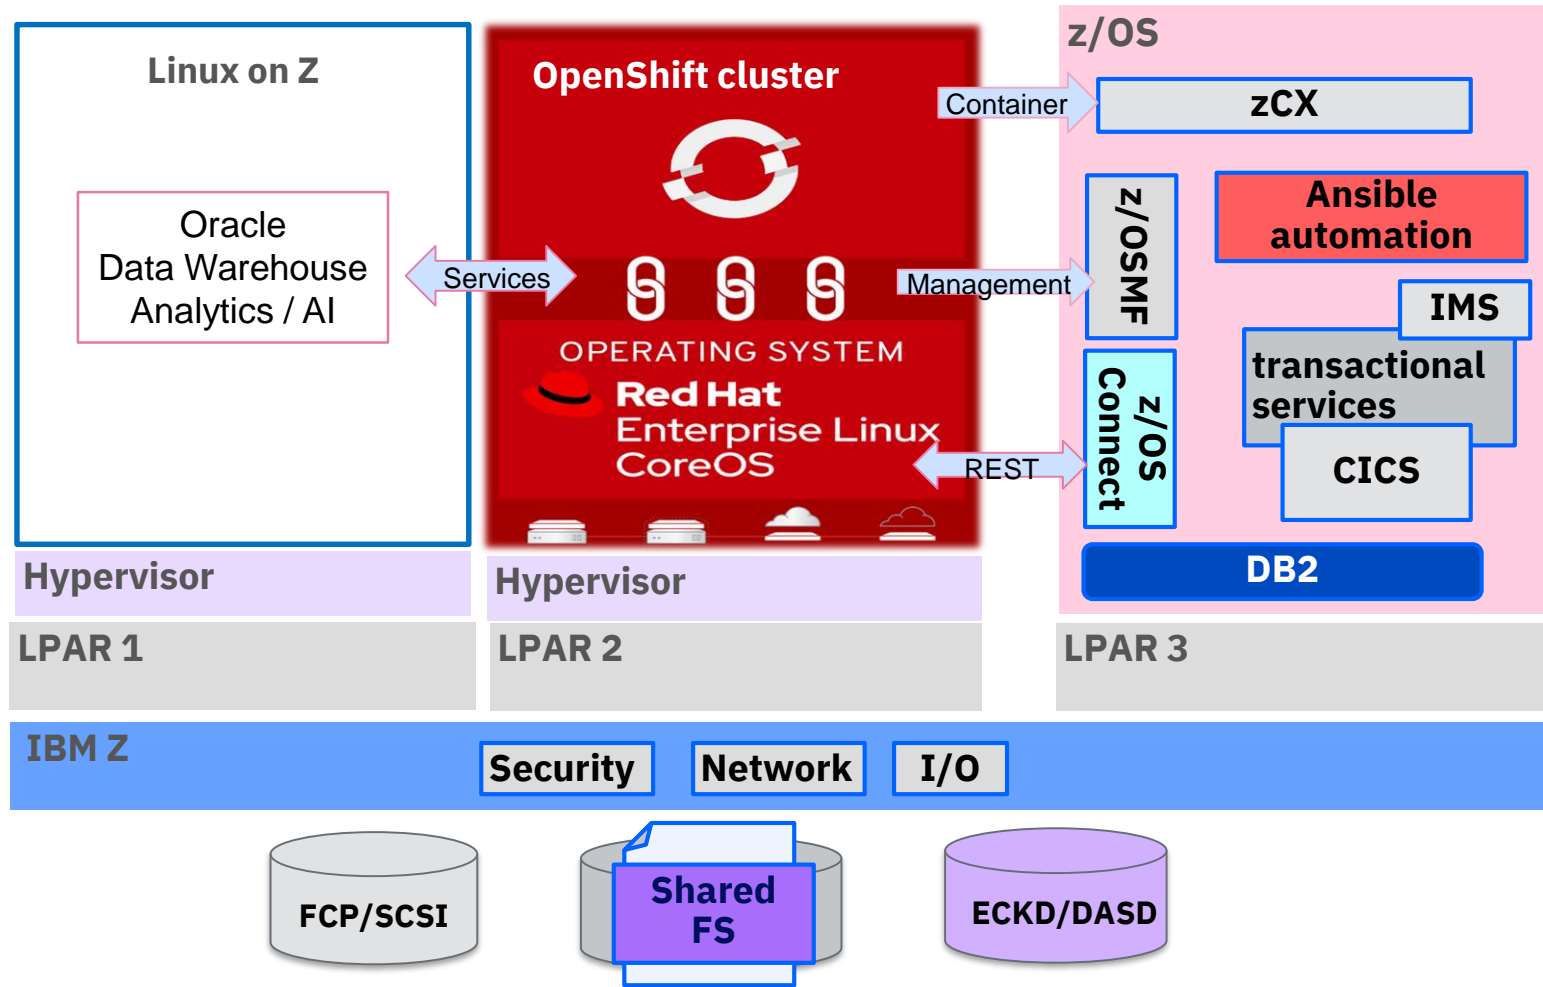 Linux on Z
Oracle
Data Warehouse
Analytics / AI
Services
Hypervisor
LPAR 1
OpenShift cluster
OPERATING SYSTEM
Red Hat
Enterprise Linux
CoreOS
Hypervisor
LPAR 2
Container
Management
REST
z/OS
zCX
z/OSMF
Ansible
automation
IMS
transactional
services
CICS
z/OS
Connect
DB2
LPAR 3
IBM Z
Security
Network
I/O
FCP/SCSI
Shared
FS
ECKD/DASD